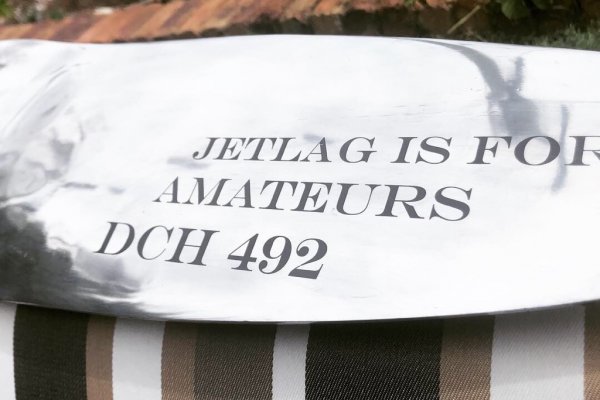 JETLAG IS FOR
AMATEURS
DCH 492